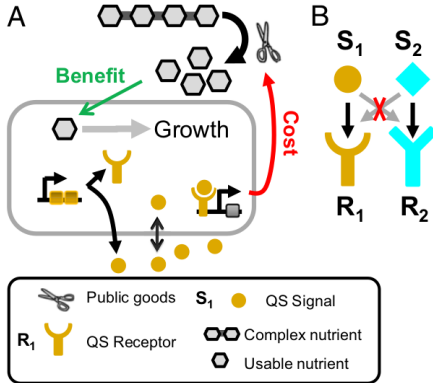 A
Benefit
Growth
Cost
B
S1 S2
R1 R2
Public goods S1 QS Signal
R1 QS Receptor Complex nutrient
Usable nutrient